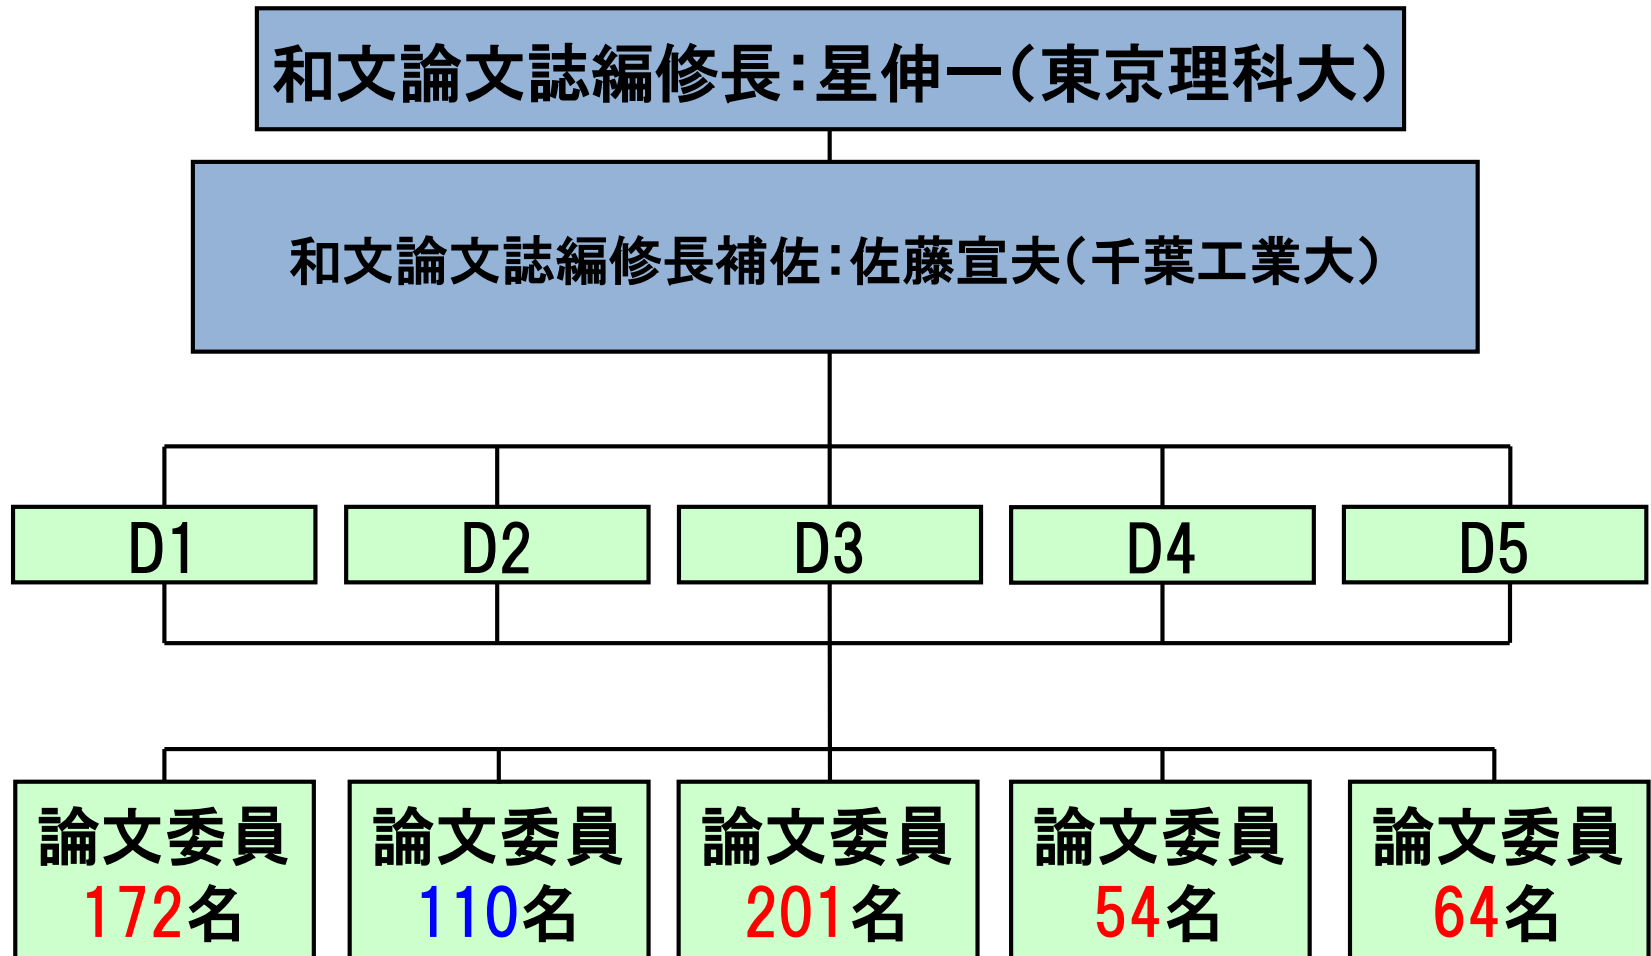 和文論文誌編修長：星伸一（東京理科大）
和文論文誌編修長補佐：佐藤宣夫（千葉工業大）
D1
D2
D3
D4
D5
論文委員
172名
論文委員
110名
論文委員
201名
論文委員
54名
論文委員
64名